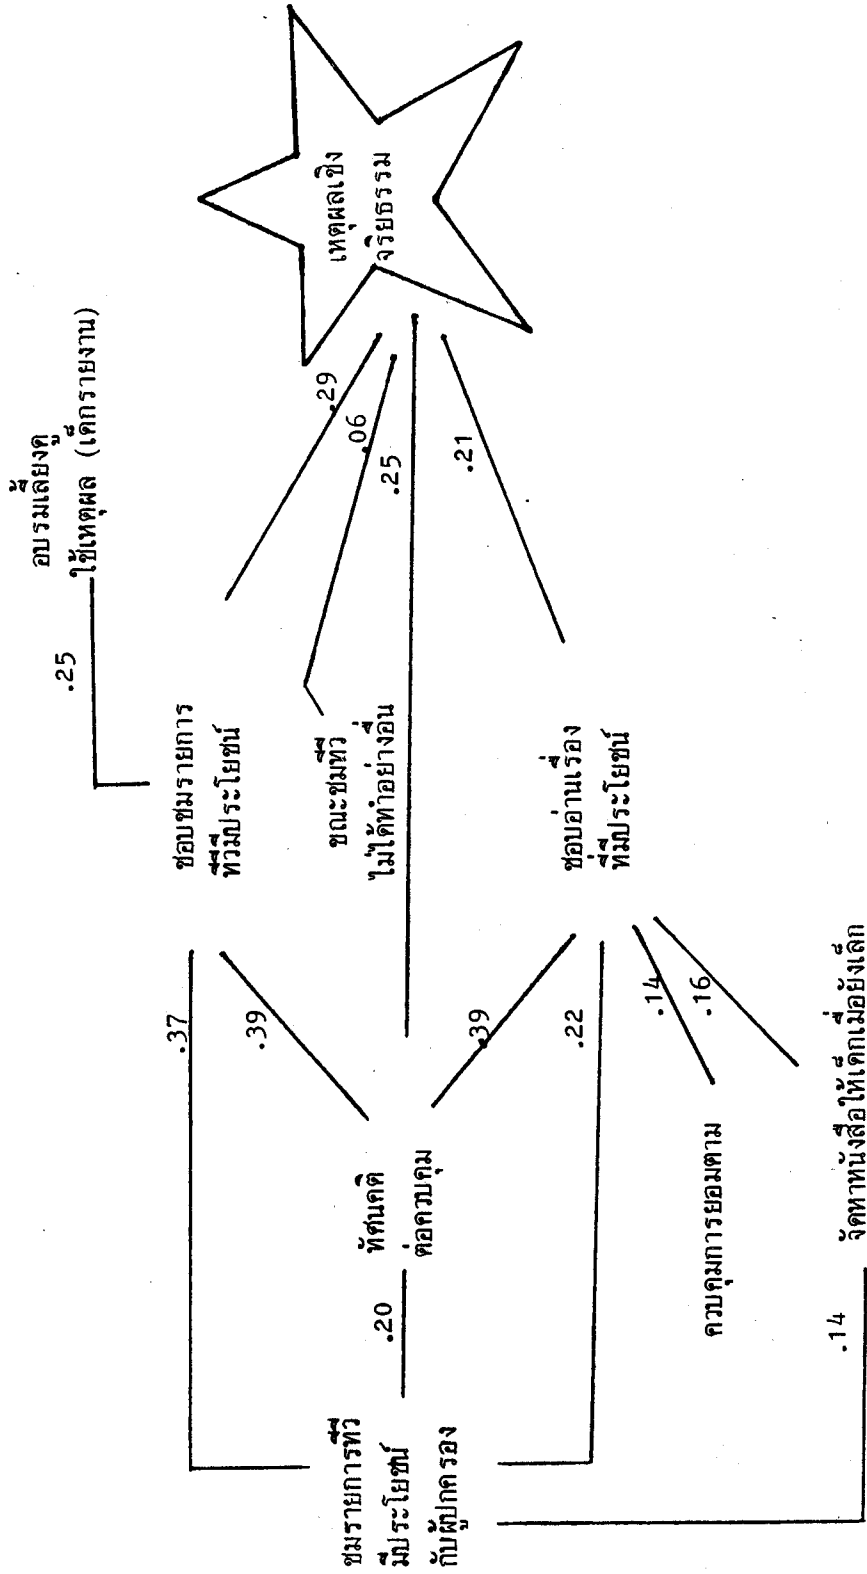 อบรมเลี้ยงดู
ใช้เหตุผล (เด็กรายงาน)
.25
เหตุผลเชิง
จริยธรรม
.29
.06
.25
.21
ชอบชมรายการ
ทีวีมีประโยชน์
ขณะชมทีวี
ไม่ได้ทำอย่างอื่น
ชอบอ่านเรื่อง
ที่มีประโยชน์
.37
.39
.39
.22
.14
.16
ทัศนคติ
ต่อควบคุม
ควบคุมการยอมตาม
จัดหาหนังสือให้เด็กเมื่อยังเล็ก
.20
.14
ชมรายการทีวี
มีประโยชน์
กับผู้ปกครอง